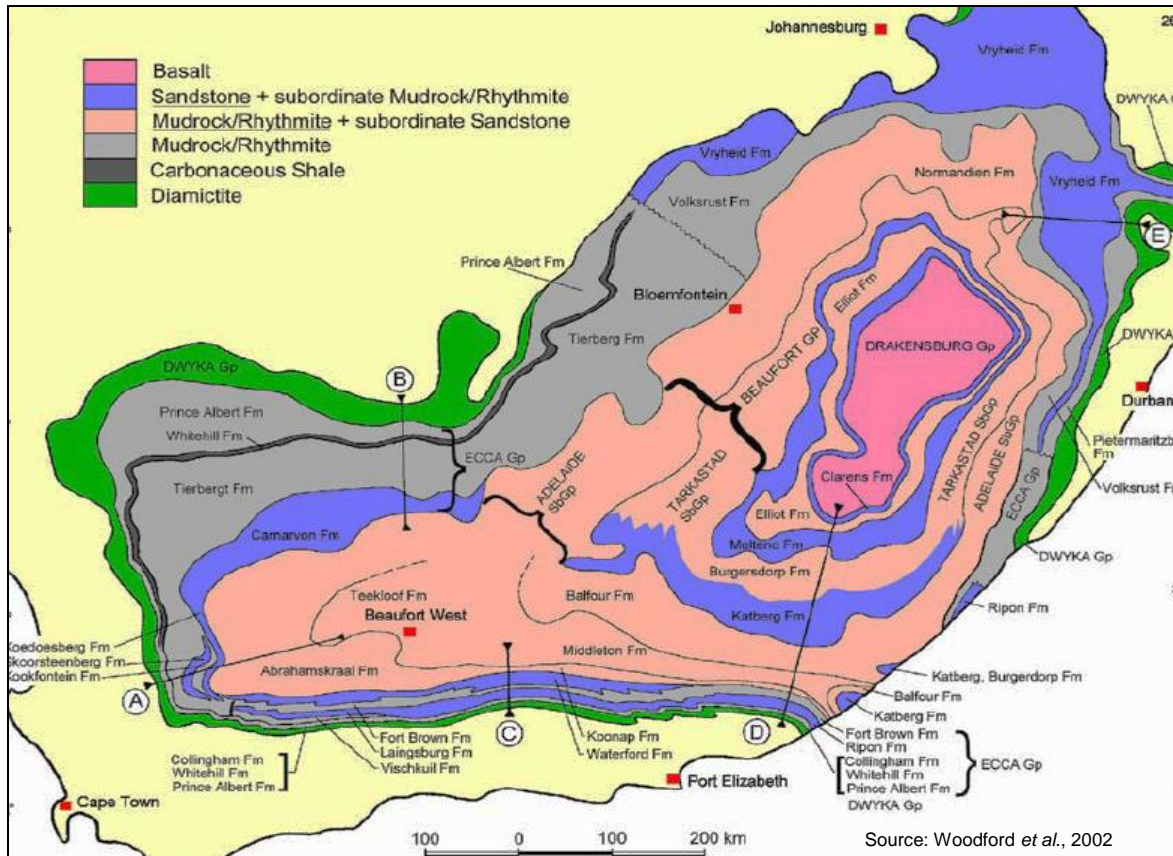 Johannesburg
28
Basalt
Sandstone + subordinate Mudrock/Rhythmite
Mudrock/Rhythmite + subordinate Sandstone
Mudrock/Rhythmite
Carbonaceous Shale
Diamictite
Vryheid Fm
DWYKA G
Vryheid Fm
Normandien Fm
Vryheid Fm
Volksrust Fm
E
Prince Albert Fm
Bloemfontein
Elliot Fm
Tierberg Fm
DRAKENSBURG Gp
BEAUFORT GP
DWYKA
DWYKA Gp
B
Durban
Prince Albert Fm
Whitehill Fm
ECCA Gp
ADELAIDE
SbGp
TARKASTAD
SbGp
TARKASTAD SbGp
ADELAIDE SbGp
ECCA Gp
Pietermaritzb
Fm
Volksrust Fm
Tierbergt Fm
Clarens Fm
Elliot Fm
Carnarvon Fm
Molteno Fm
DWYKA Gp
Burgersdorp Fm
Teekloof Fm
Balfour Fm
Katberg Fm
Ripon Fm
Beaufort West
Koedoesberg Fm
Skoorsteenberg Fm
Kookfontein Fm
Middleton Fm
Abrahamskraal Fm
Katberg, Burgerdorp Fm
A
Balfour Fm
Katberg Fm
Fort Brown Fm
Laingsburg Fm
Vischkuil Fm
C
Koonap Fm
Waterford Fm
D
Fort Brown Fm
Ripon Fm
Collingham Fm
Whitehill Fm
Prince Albert Fm
ECCA Gp
DWYKA Gp
Collingham Fm
Whitehill Fm
Prince Albert Fm
Port Elizabeth
Cape Town
100 0 100 200 km
Source: Woodford et al., 2002